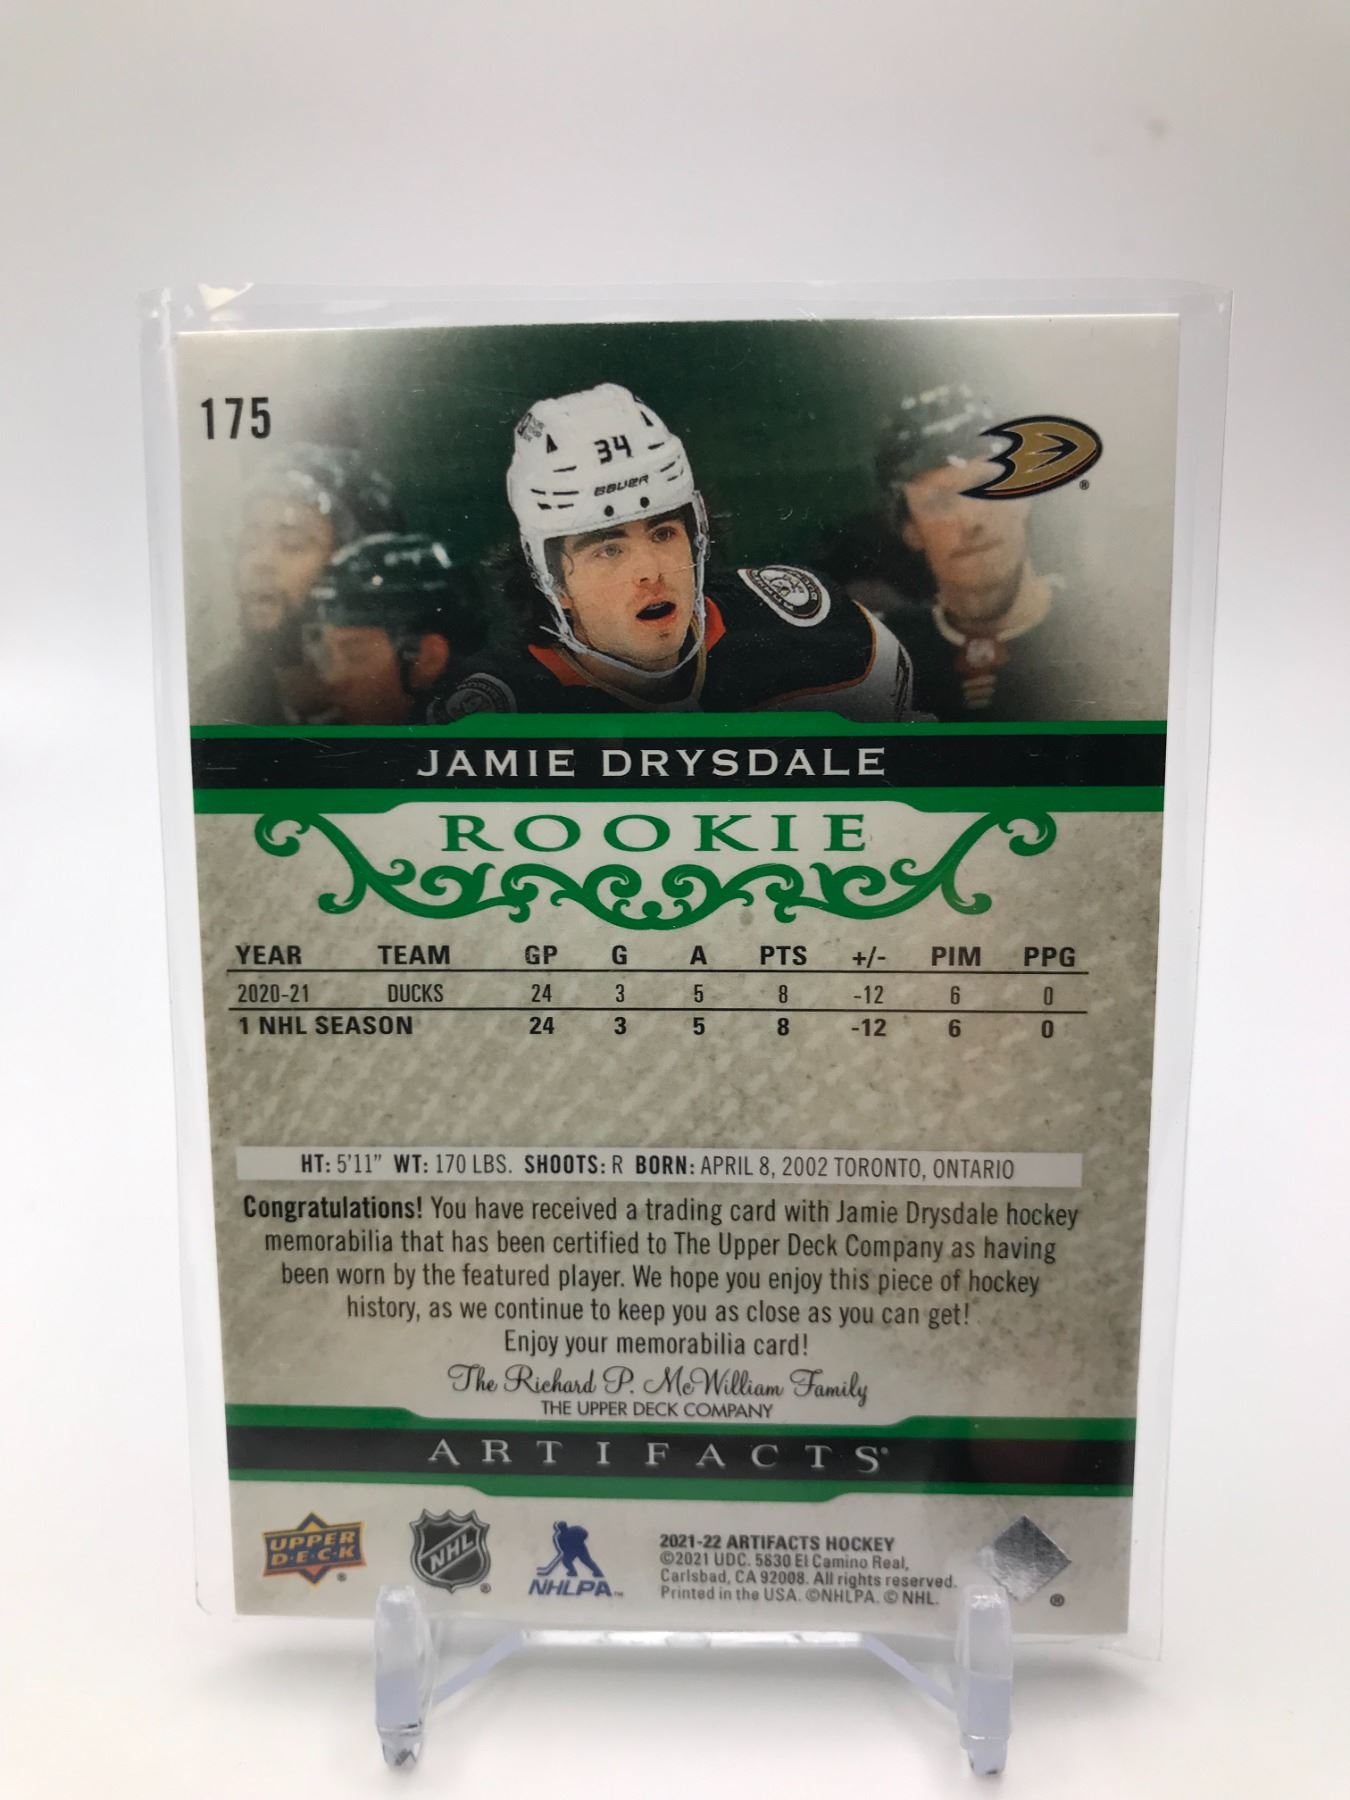 175
34
BAUER
JAMIE DRYSDALE
ROOKIE
YEAR TEAM GP G A PTS +/- PIM PPG
2020-21 DUCKS 24 3 5 8 -12 6 0
1 NHL SEASON 24 3 5 8 -12 6 0
HT: 5'11" WT: 170 LBS. SHOOTS: R BORN: APRIL 8, 2002 TORONTO, ONTARIO
Congratulations! You have received a trading card with Jamie Drysdale hockey
memorabilia that has been certified to The Upper Deck Company as having
been worn by the featured player. We hope you enjoy this piece of hockey
history, as we continue to keep you as close as you can get!
Enjoy your memorabilia card!
The Richard P. McWilliam Family
THE UPPER DECK COMPANY
ARTIFACTS®
UPPER
D·E·C·K ®
NHL ®
NHLPA™
2021-22 ARTIFACTS HOCKEY
©2021 UDC. 5830 El Camino Real,
Carlsbad, CA 92008. All rights reserved.
Printed in the USA. ©NHLPA. © NHL.
®